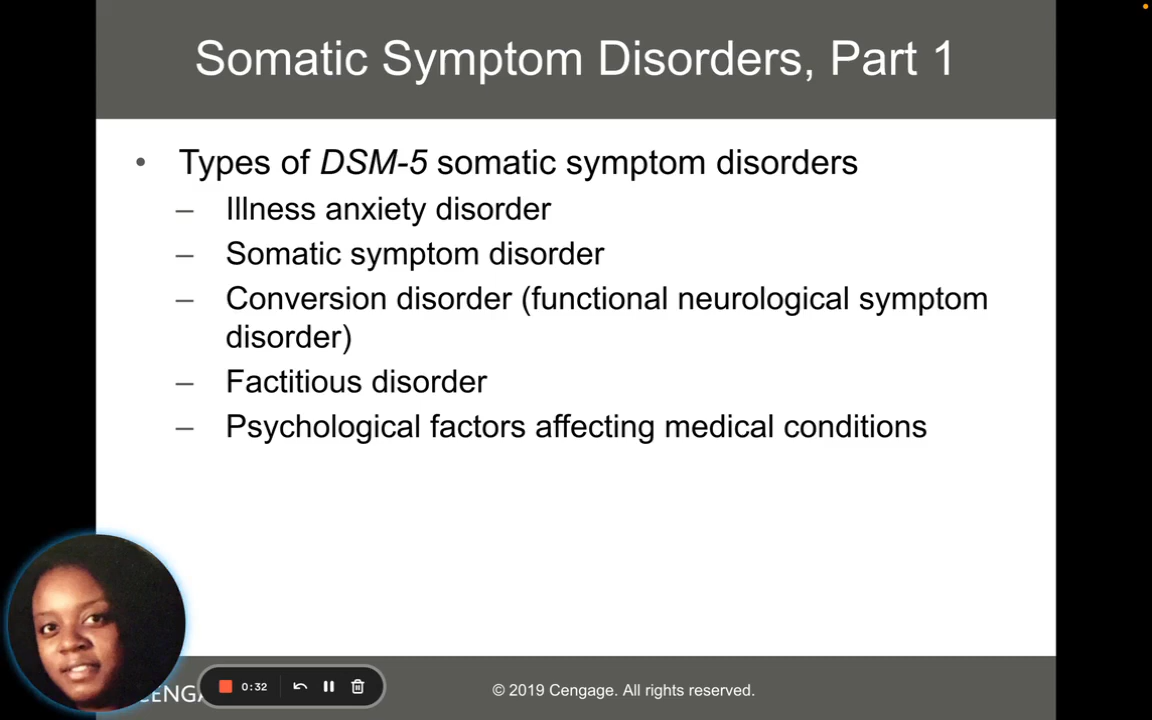 Somatic Symptom Disorders, Part 1
• Types of DSM-5 somatic symptom disorders
– Illness anxiety disorder
– Somatic symptom disorder
– Conversion disorder (functional neurological symptom
disorder)
– Factitious disorder
– Psychological factors affecting medical conditions
0:32
© 2019 Cengage. All rights reserved.